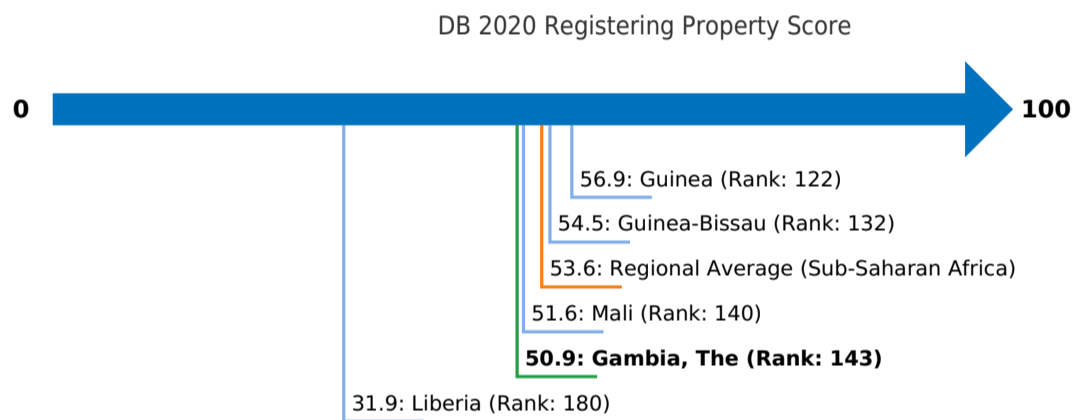 DB 2020 Registering Property Score
0
100
56.9: Guinea (Rank: 122)
54.5: Guinea-Bissau (Rank: 132)
53.6: Regional Average (Sub-Saharan Africa)
51.6: Mali (Rank: 140)
50.9: Gambia, The (Rank: 143)
31.9: Liberia (Rank: 180)